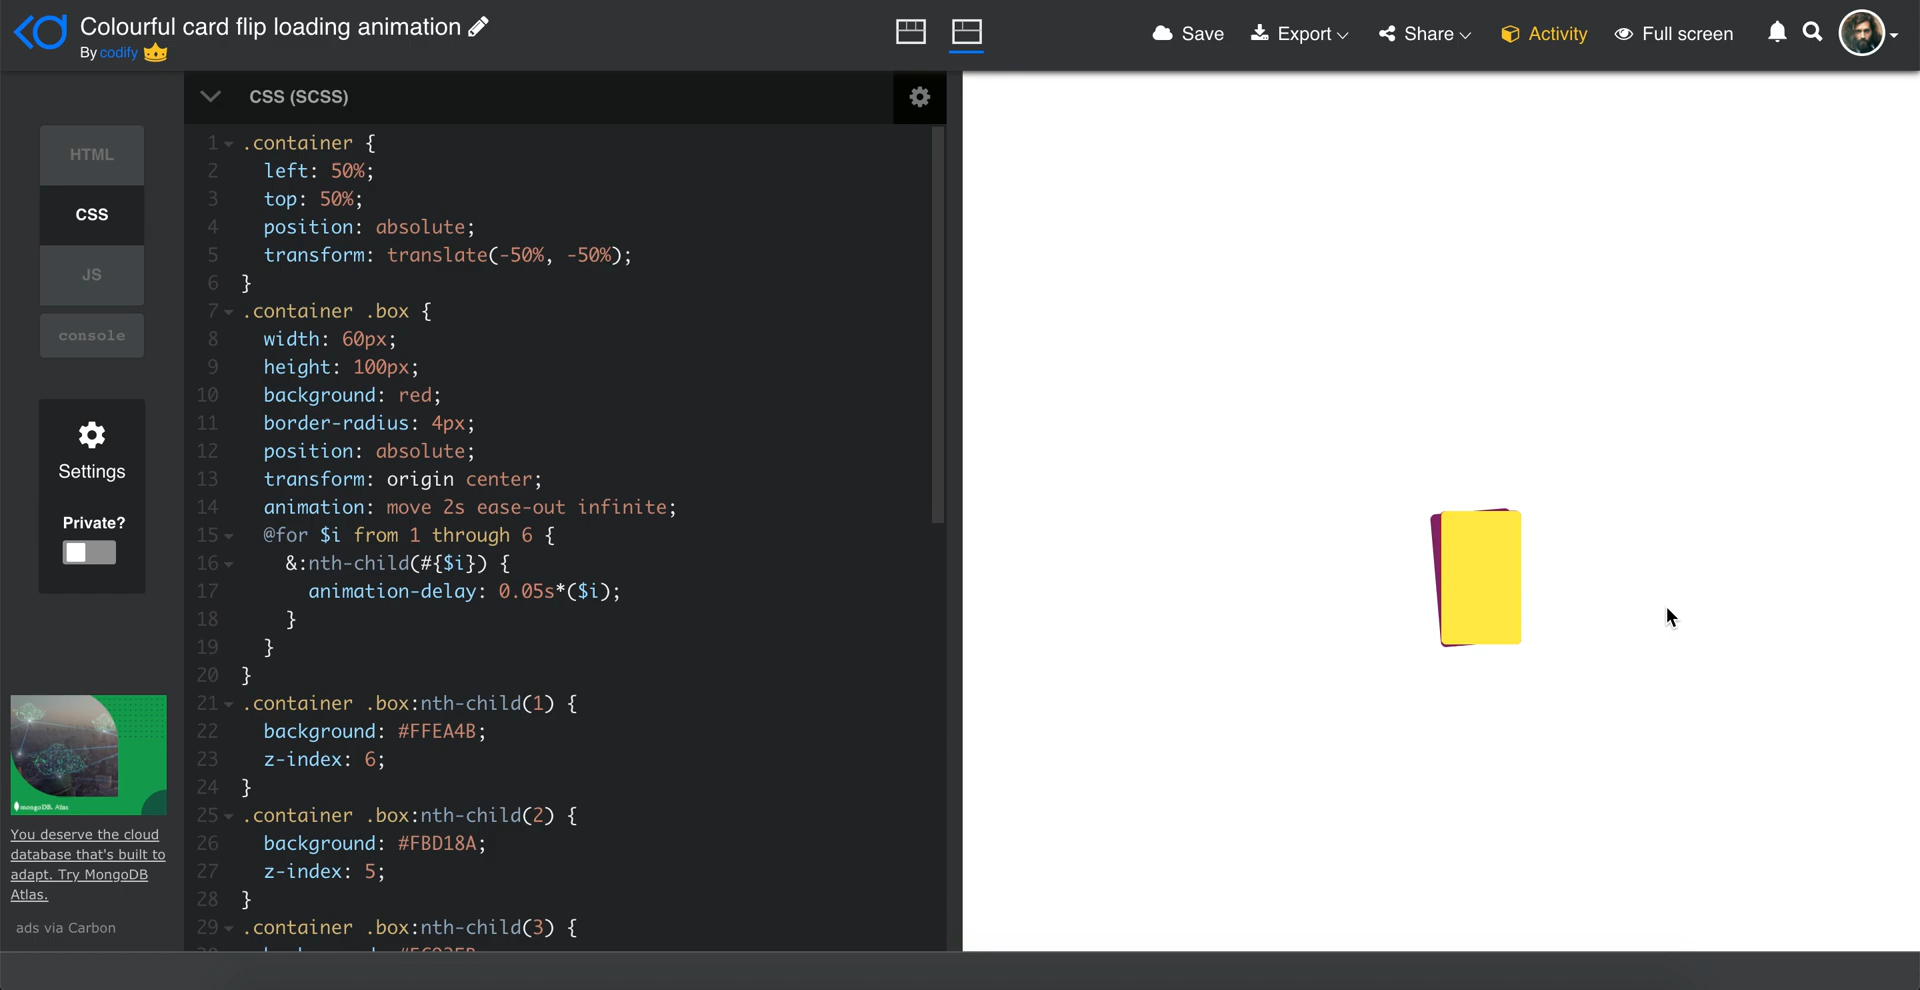 Colourful card flip loading animation
By codify
Save
Export
Share
Activity
Full screen
HTML
CSS
JS
console
Settings
Private?
mongoDB. Atlas
You deserve the cloud
database that's built to
adapt. Try MongoDB
Atlas.
ads via Carbon
CSS (SCSS)
1 .container {
2 left: 50%;
3 top: 50%;
4 position: absolute;
5 transform: translate(-50%, -50%);
6 }
7 .container .box {
8 width: 60px;
9 height: 100px;
10 background: red;
11 border-radius: 4px;
12 position: absolute;
13 transform: origin center;
14 animation: move 2s ease-out infinite;
15 @for $i from 1 through 6 {
16 &:nth-child(#{$i}) {
17 animation-delay: 0.05s*($i);
18 }
19 }
20 }
21 .container .box:nth-child(1) {
22 background: #FFEA4B;
23 z-index: 6;
24 }
25 .container .box:nth-child(2) {
26 background: #FBD18A;
27 z-index: 5;
28 }
29 .container .box:nth-child(3) {